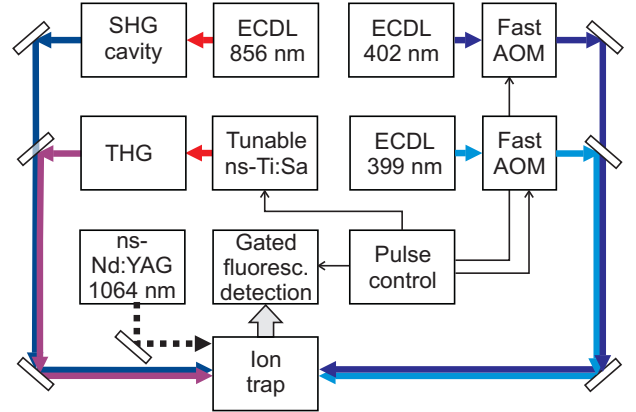 SHG
cavity
ECDL
856 nm
ECDL
402 nm
Fast
AOM
THG
Tunable
ns-Ti:Sa
ECDL
399 nm
Fast
AOM
ns-
Nd:YAG
1064 nm
Gated
fluoresc.
detection
Pulse
control
Ion
trap